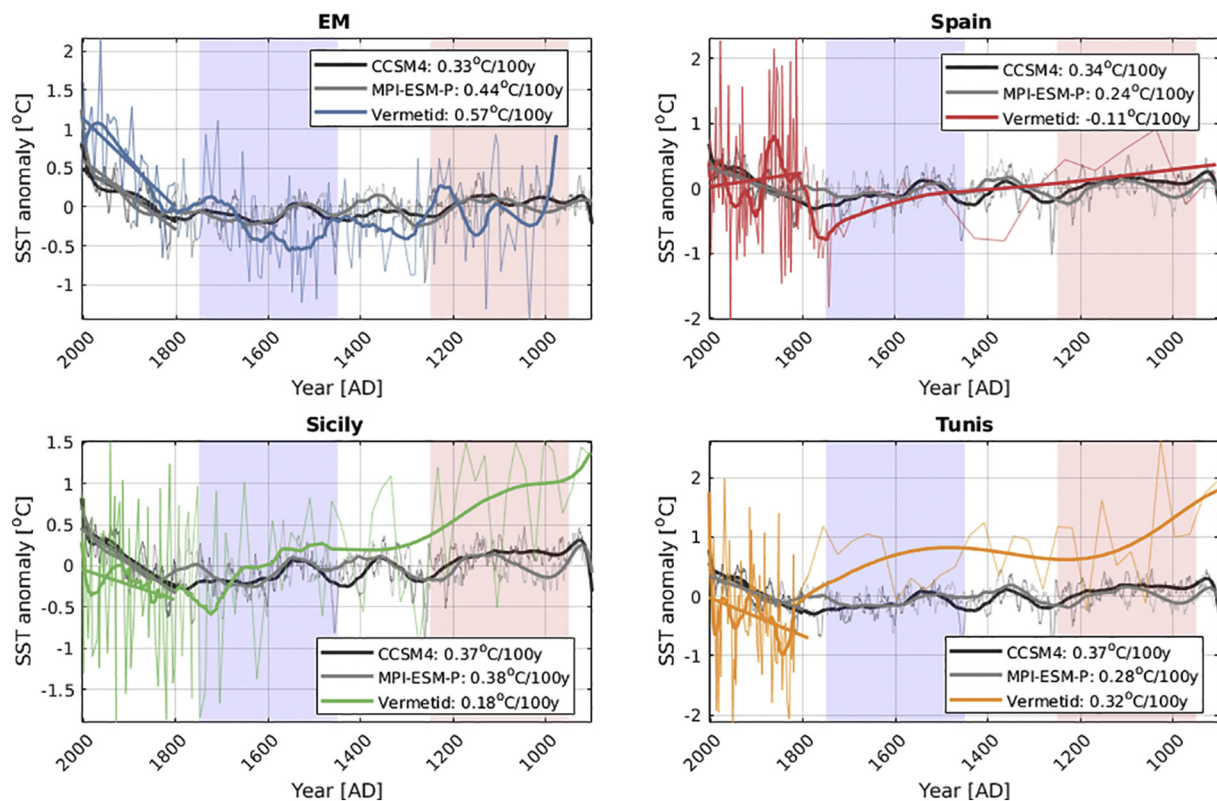 EM
SST anomaly [°C]
2
1.5
1
0.5
0
-0.5
-1
CCSM4: 0.33°C/100y
MPI-ESM-P: 0.44°C/100y
Vermetid: 0.57°C/100y
2000
1800
1600
1400
1200
1000
Year [AD]
Spain
SST anomaly [°C]
2
1
0
-1
-2
CCSM4: 0.34°C/100y
MPI-ESM-P: 0.24°C/100y
Vermetid: -0.11°C/100y
2000
1800
1600
1400
1200
1000
Year [AD]
Sicily
SST anomaly [°C]
1.5
1
0.5
0
-0.5
-1
-1.5
CCSM4: 0.37°C/100y
MPI-ESM-P: 0.38°C/100y
Vermetid: 0.18°C/100y
2000
1800
1600
1400
1200
1000
Year [AD]
Tunis
SST anomaly [°C]
2
1
0
-1
-2
CCSM4: 0.37°C/100y
MPI-ESM-P: 0.28°C/100y
Vermetid: 0.32°C/100y
2000
1800
1600
1400
1200
1000
Year [AD]